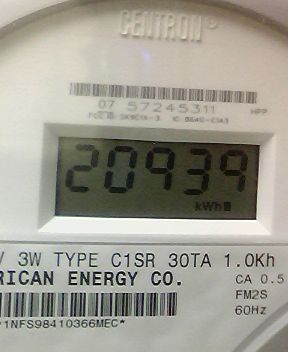 CENTRON®
07 57245311 MPP
20939
kWh
V 3W TYPE C1SR 30TA 1.0Kh
RICAN ENERGY CO. CA 0.5
FM2S
60Hz
*1NFS98410366MEC*